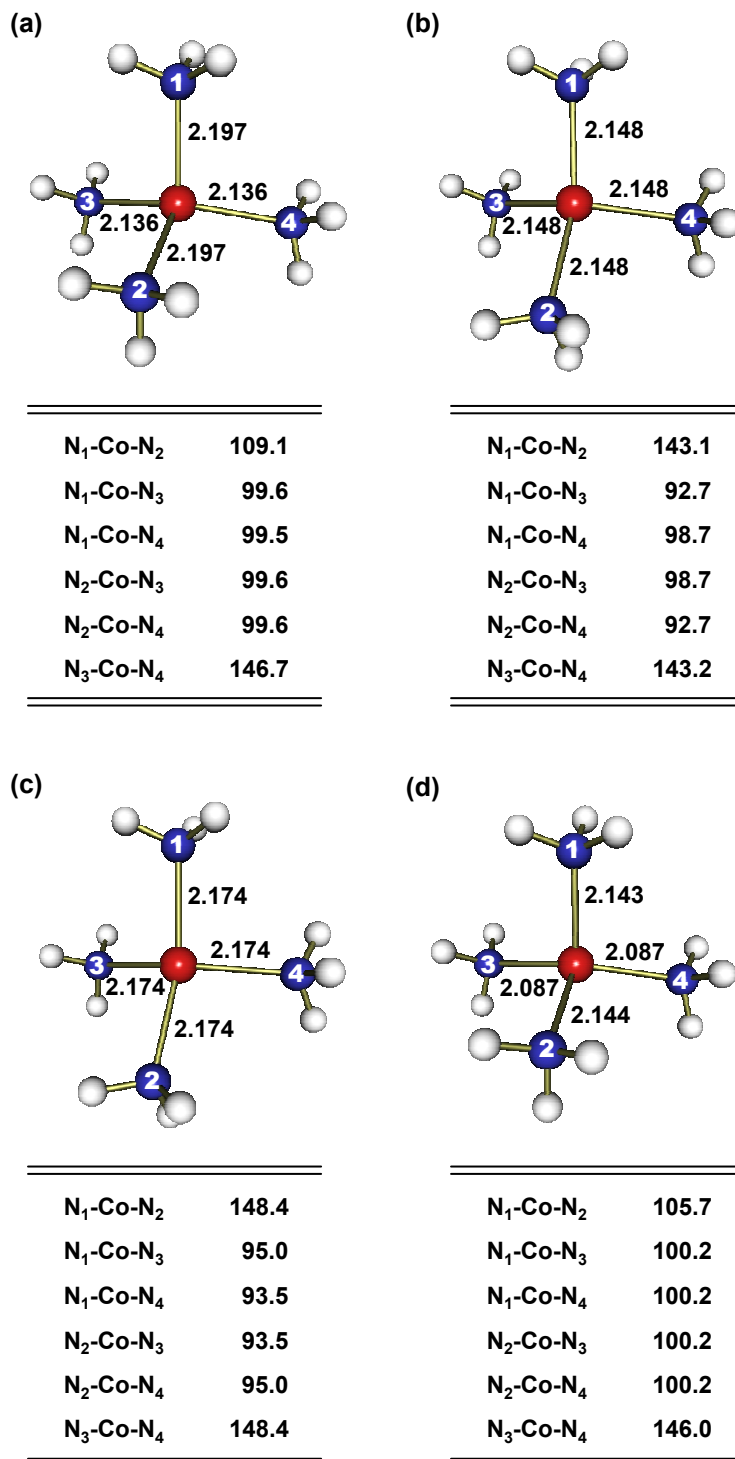 (a)
1
2.197
2.136
3
2.136
4
2.197
2
N₁-Co-N₂ 109.1
N₁-Co-N₃ 99.6
N₁-Co-N₄ 99.5
N₂-Co-N₃ 99.6
N₂-Co-N₄ 99.6
N₃-Co-N₄ 146.7
(b)
1
2.148
2.148
3
2.148
4
2.148
2
N₁-Co-N₂ 143.1
N₁-Co-N₃ 92.7
N₁-Co-N₄ 98.7
N₂-Co-N₃ 98.7
N₂-Co-N₄ 92.7
N₃-Co-N₄ 143.2
(c)
1
2.174
2.174
3
2.174
4
2.174
2
N₁-Co-N₂ 148.4
N₁-Co-N₃ 95.0
N₁-Co-N₄ 93.5
N₂-Co-N₃ 93.5
N₂-Co-N₄ 95.0
N₃-Co-N₄ 148.4
(d)
1
2.143
2.087
3
2.087
4
2.144
2
N₁-Co-N₂ 105.7
N₁-Co-N₃ 100.2
N₁-Co-N₄ 100.2
N₂-Co-N₃ 100.2
N₂-Co-N₄ 100.2
N₃-Co-N₄ 146.0